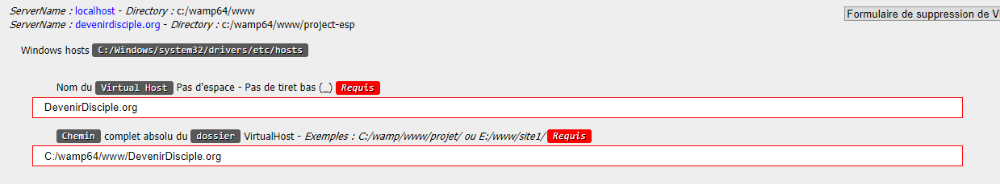 ServerName : localhost - Directory : c:/wamp64/www
Formulaire de suppression de Vi
ServerName : devenirdisciple.org - Directory : c:/wamp64/www/project-esp
Windows hosts C:/Windows/system32/drivers/etc/hosts
Nom du Virtual Host Pas d'espace - Pas de tiret bas (_) Requis
DevenirDisciple.org
Chemin complet absolu du dossier VirtualHost - Exemples : C:/wamp/www/projet/ ou E:/www/site1/ Requis
C:/wamp64/www/DevenirDisciple.org